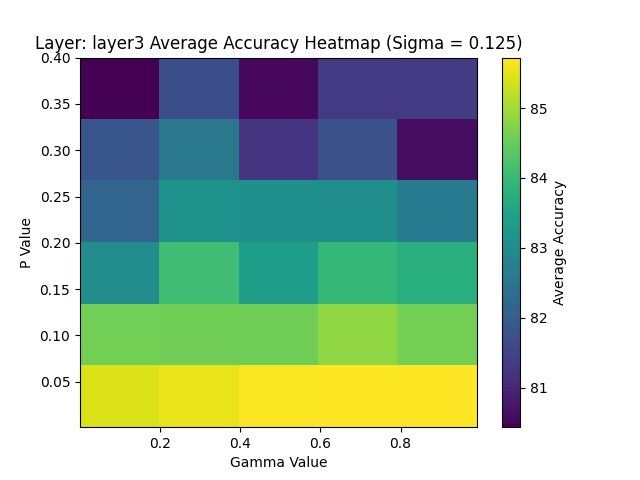 Layer: layer3 Average Accuracy Heatmap (Sigma = 0.125)
0.40
0.35
0.30
0.25
0.20
0.15
0.10
0.05
P Value
0.2 0.4 0.6 0.8
Gamma Value
85
84
83
82
81
Average Accuracy